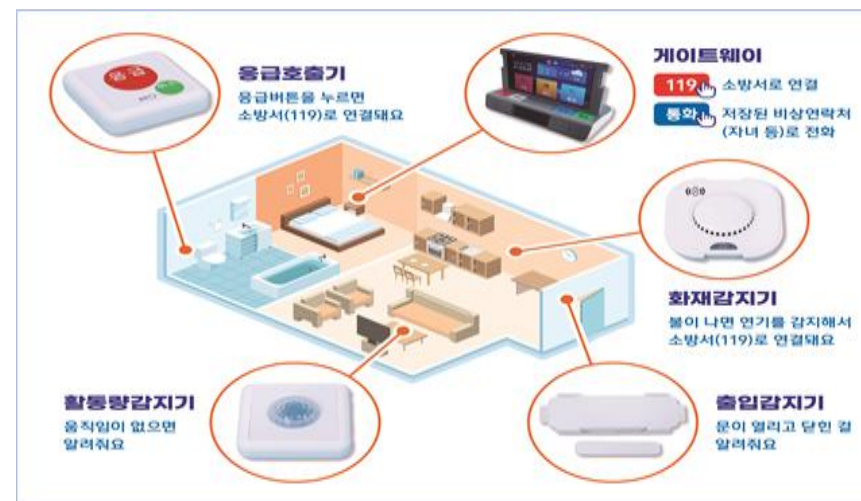 응급호출기
응급버튼을 누르면
소방서(119)로 연결돼요
게이트웨이
119 소방서로 연결
통화 저장된 비상연락처
(자녀 등)로 전화
화재감지기
불이 나면 연기를 감지해서
소방서(119)로 연결돼요
활동량감지기
움직임이 없으면
알려줘요
출입감지기
문이 열리고 닫힌 걸
알려줘요